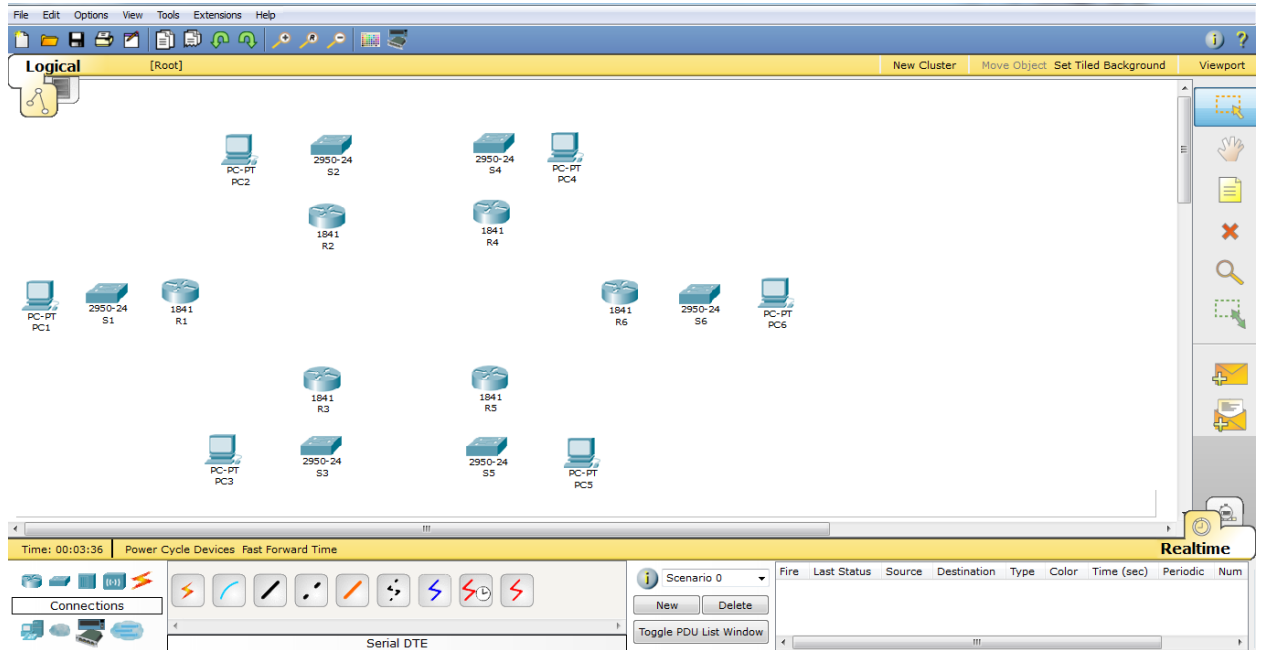 File Edit Options View Tools Extensions Help
Logical [Root] New Cluster Move Object Set Tiled Background Viewport
PC-PT
PC2
2950-24
S2
2950-24
S4
PC-PT
PC4
1841
R2
1841
R4
PC-PT
PC1
2950-24
S1
1841
R1
1841
R6
2950-24
S6
PC-PT
PC6
1841
R3
1841
R5
PC-PT
PC3
2950-24
S3
2950-24
S5
PC-PT
PC5
Time: 00:03:36 Power Cycle Devices Fast Forward Time Realtime
Connections
Serial DTE
Scenario 0
New Delete
Toggle PDU List Window
Fire Last Status Source Destination Type Color Time (sec) Periodic Num